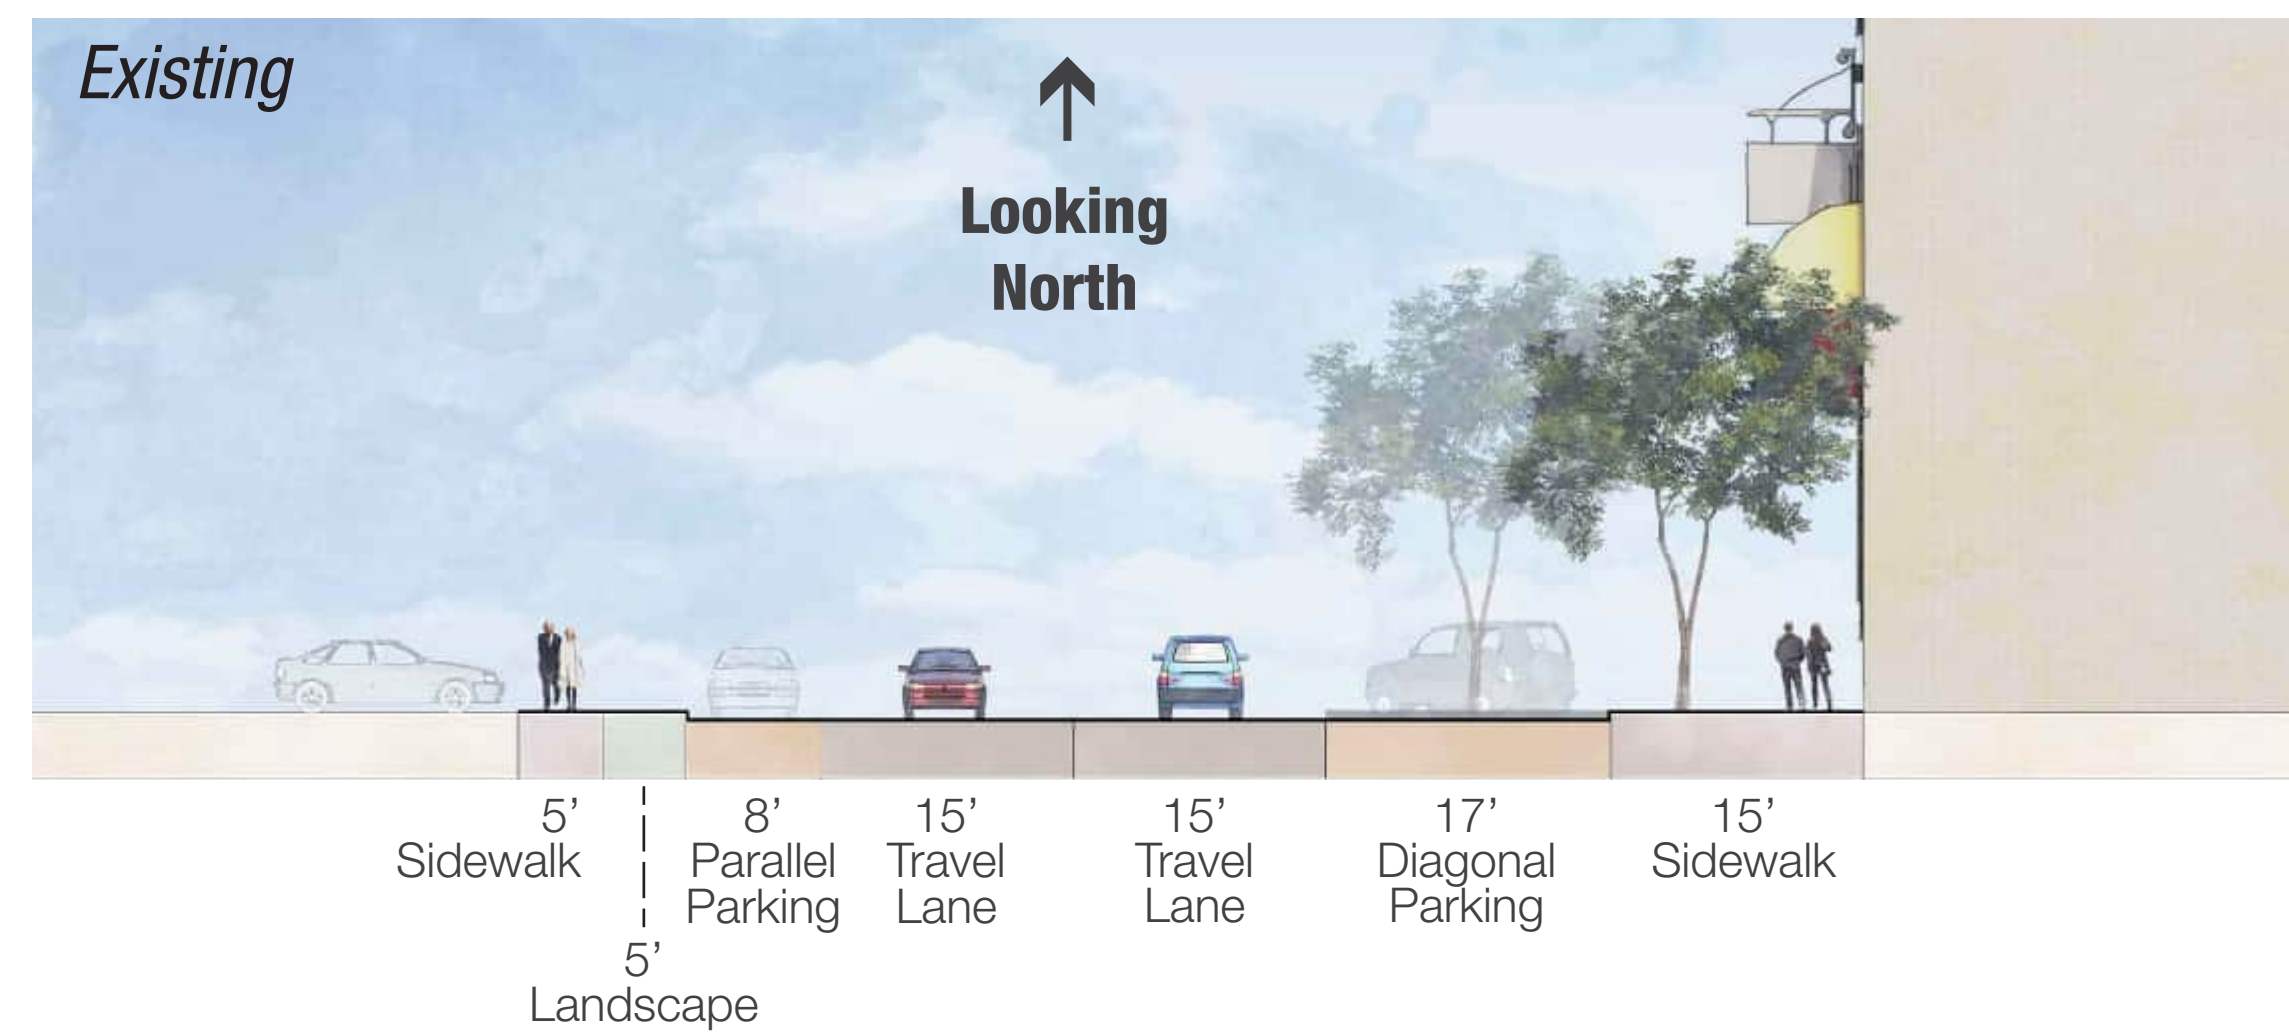 Existing
Looking
North
5’
Sidewalk
5’
Landscape
8’
Parallel
Parking
15’
Travel
Lane
15’
Travel
Lane
17’
Diagonal
Parking
15’
Sidewalk